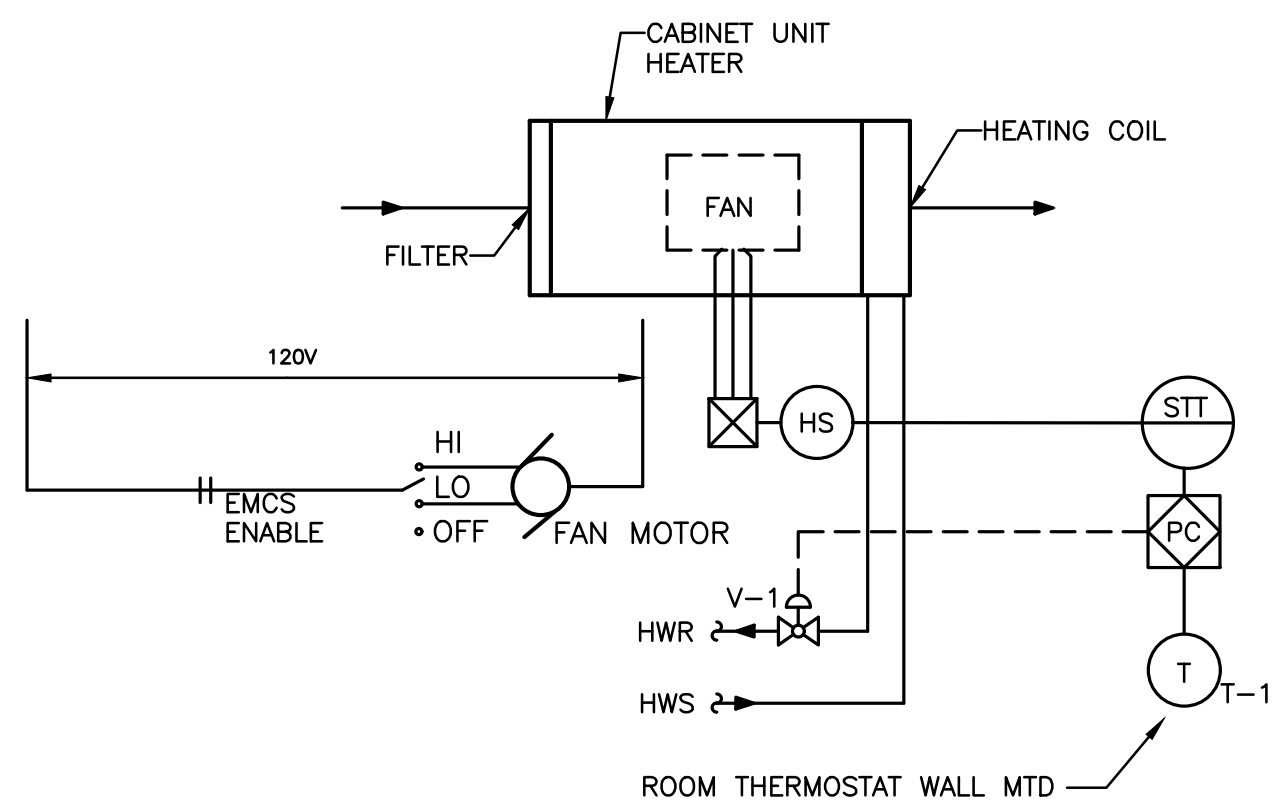 CABINET UNIT
HEATER
HEATING COIL
FAN
FILTER
120V
STT
HS
HI
LO
EMCS
ENABLE
OFF
FAN MOTOR
PC
V-1
HWR
T
T-1
HWS
ROOM THERMOSTAT WALL MTD